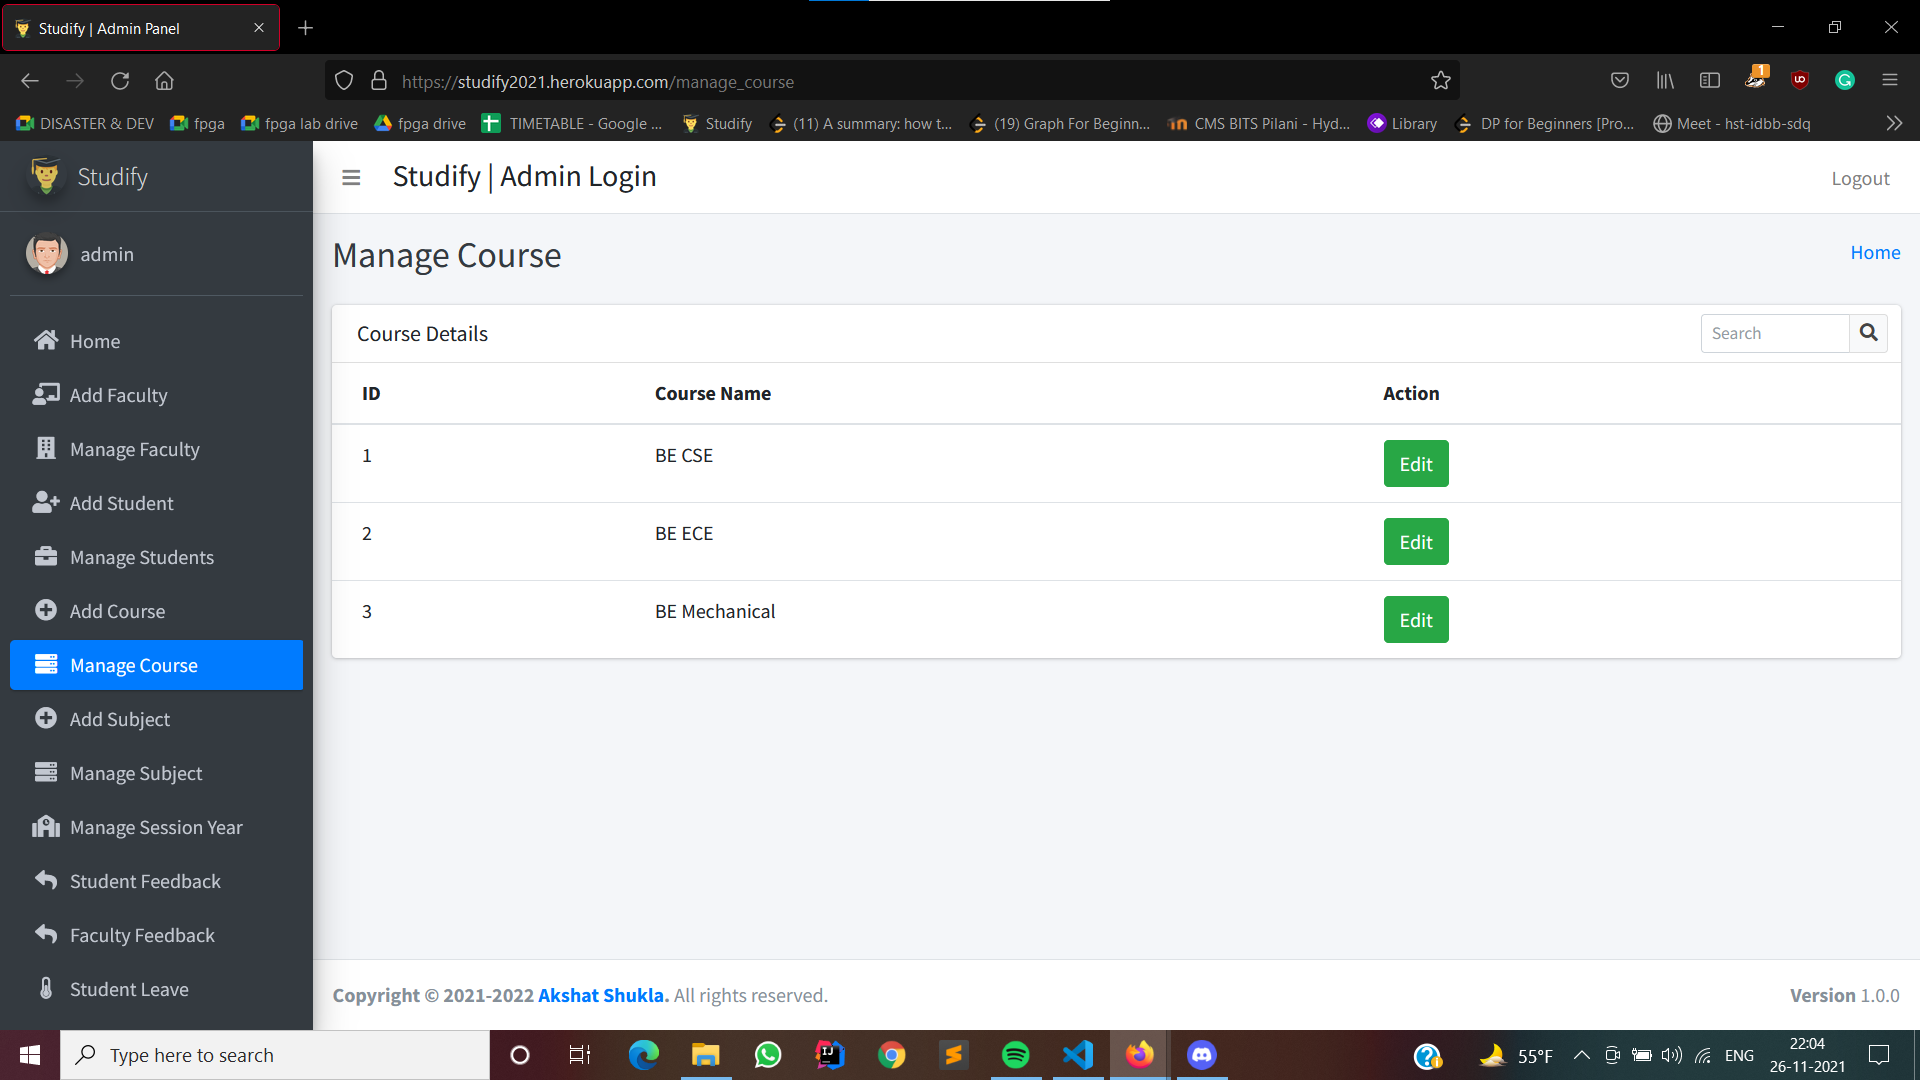 Studify | Admin Panel
https://studify2021.herokuapp.com/manage_course
1
DISASTER & DEV
fpga
fpga lab drive
fpga drive
TIMETABLE - Google ...
Studify
(11) A summary: how t...
(19) Graph For Beginn...
CMS BITS Pilani - Hyd...
Library
DP for Beginners [Pro...
Meet - hst-idbb-sdq
Studify
Studify | Admin Login
Logout
admin
Home
Add Faculty
Manage Faculty
Add Student
Manage Students
Add Course
Manage Course
Add Subject
Manage Subject
Manage Session Year
Student Feedback
Faculty Feedback
Student Leave
Manage Course
Home
Course Details
Search
ID Course Name Action
1 BE CSE Edit
2 BE ECE Edit
3 BE Mechanical Edit
Copyright © 2021-2022 Akshat Shukla. All rights reserved.
Version 1.0.0
Type here to search
55°F
ENG
22:04
26-11-2021